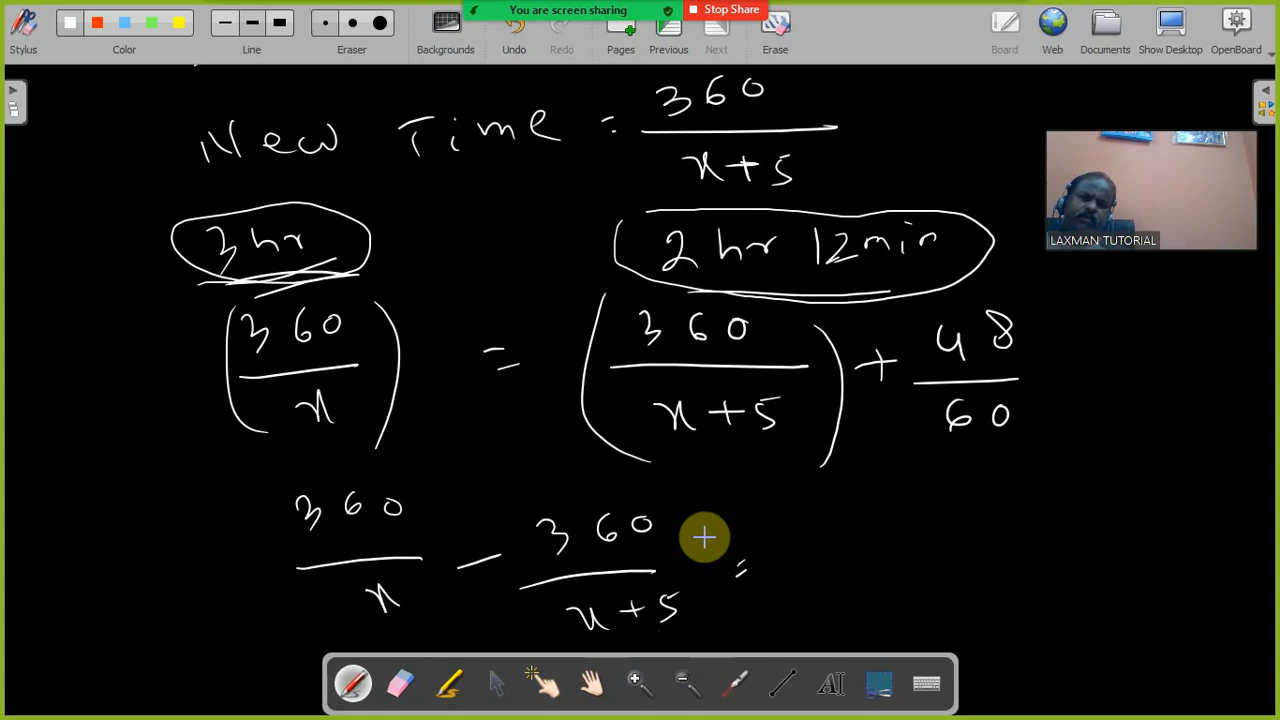 You are screen sharing Stop Share
Stylus Color Line Eraser Backgrounds Undo Redo Pages Previous Next Erase Board Web Documents Show Desktop OpenBoard
New Time = 360/(x+5)
3 hr 2 hr 12 min
(360/x) = (360/(x+5)) + 48/60
360/x - 360/(x+5) =
LAXMAN TUTORIAL
AI